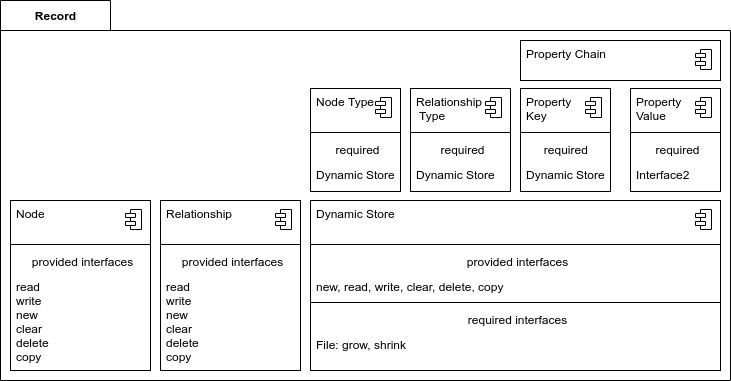 Record
Property Chain
Node Type
Relationship
Type
Property
Key
Property
Value
required
required
required
required
Dynamic Store
Dynamic Store
Dynamic Store
Interface2
Node
Relationship
Dynamic Store
provided interfaces
read
write
new
clear
delete
copy
provided interfaces
read
write
new
clear
delete
copy
provided interfaces
new, read, write, clear, delete, copy
required interfaces
File: grow, shrink